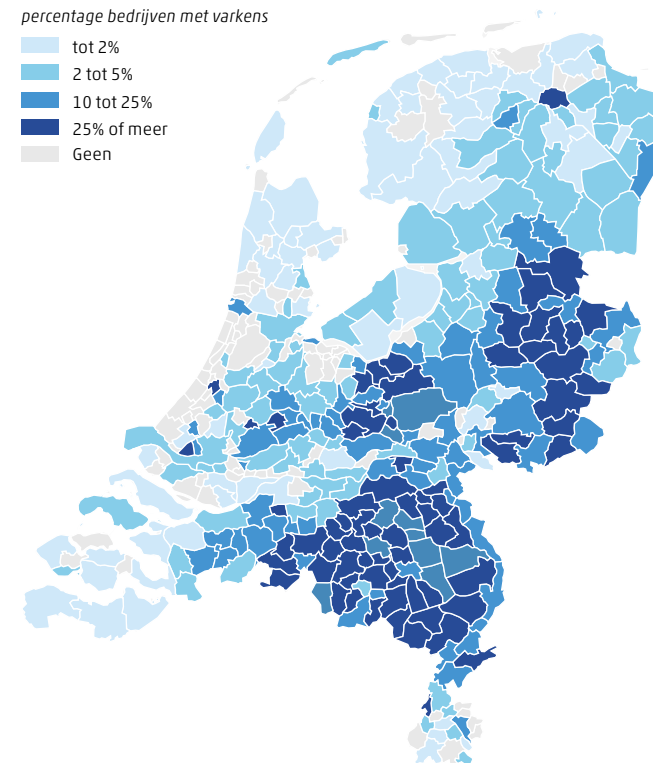 percentage bedrijven met varkens
tot 2%
2 tot 5%
10 tot 25%
25% of meer
Geen